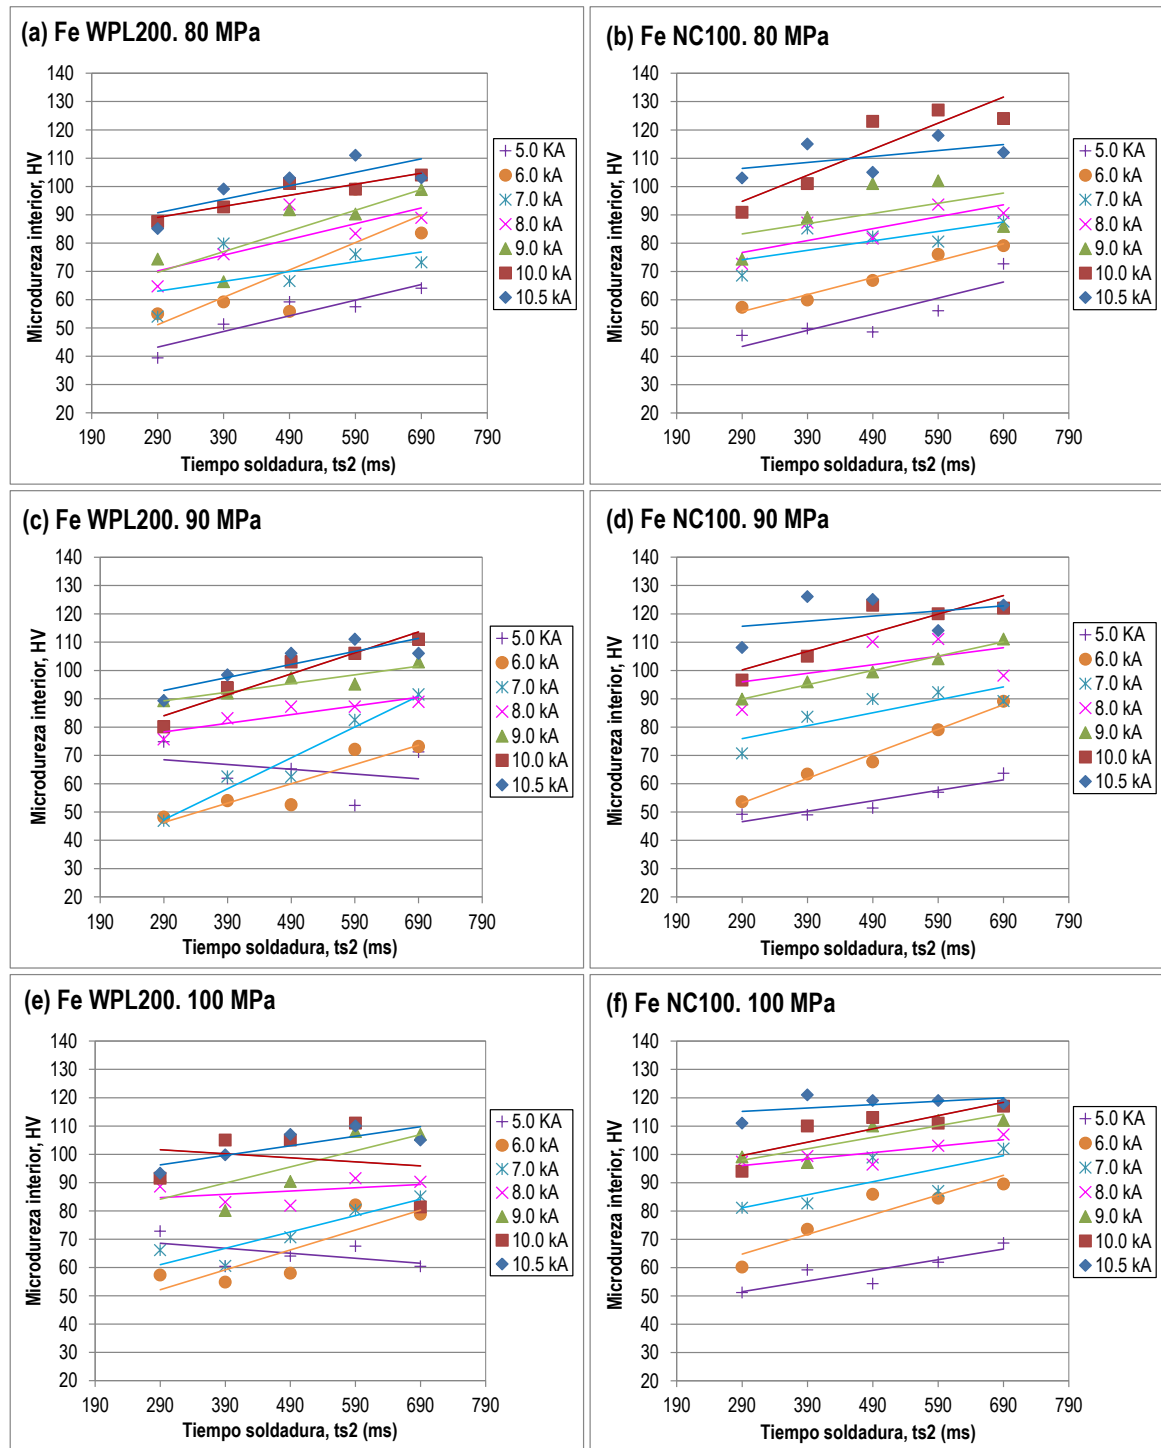 (a) Fe WPL200. 80 MPa
Microdureza interior, HV
140
130
120
110
100
90
80
70
60
50
40
30
20
190 290 390 490 590 690 790
Tiempo soldadura, ts2 (ms)
5.0 KA
6.0 kA
7.0 kA
8.0 kA
9.0 kA
10.0 kA
10.5 kA
(b) Fe NC100. 80 MPa
Microdureza interior, HV
140
130
120
110
100
90
80
70
60
50
40
30
20
190 290 390 490 590 690 790
Tiempo soldadura, ts2 (ms)
5.0 KA
6.0 kA
7.0 kA
8.0 kA
9.0 kA
10.0 kA
10.5 kA
(c) Fe WPL200. 90 MPa
Microdureza interior, HV
140
130
120
110
100
90
80
70
60
50
40
30
20
190 290 390 490 590 690 790
Tiempo soldadura, ts2 (ms)
5.0 KA
6.0 kA
7.0 kA
8.0 kA
9.0 kA
10.0 kA
10.5 kA
(d) Fe NC100. 90 MPa
Microdureza interior, HV
140
130
120
110
100
90
80
70
60
50
40
30
20
190 290 390 490 590 690 790
Tiempo soldadura, ts2 (ms)
5.0 KA
6.0 kA
7.0 kA
8.0 kA
9.0 kA
10.0 kA
10.5 kA
(e) Fe WPL200. 100 MPa
Microdureza interior, HV
140
130
120
110
100
90
80
70
60
50
40
30
20
190 290 390 490 590 690 790
Tiempo soldadura, ts2 (ms)
5.0 KA
6.0 kA
7.0 kA
8.0 kA
9.0 kA
10.0 kA
10.5 kA
(f) Fe NC100. 100 MPa
Microdureza interior, HV
140
130
120
110
100
90
80
70
60
50
40
30
20
190 290 390 490 590 690 790
Tiempo soldadura, ts2 (ms)
5.0 KA
6.0 kA
7.0 kA
8.0 kA
9.0 kA
10.0 kA
10.5 kA